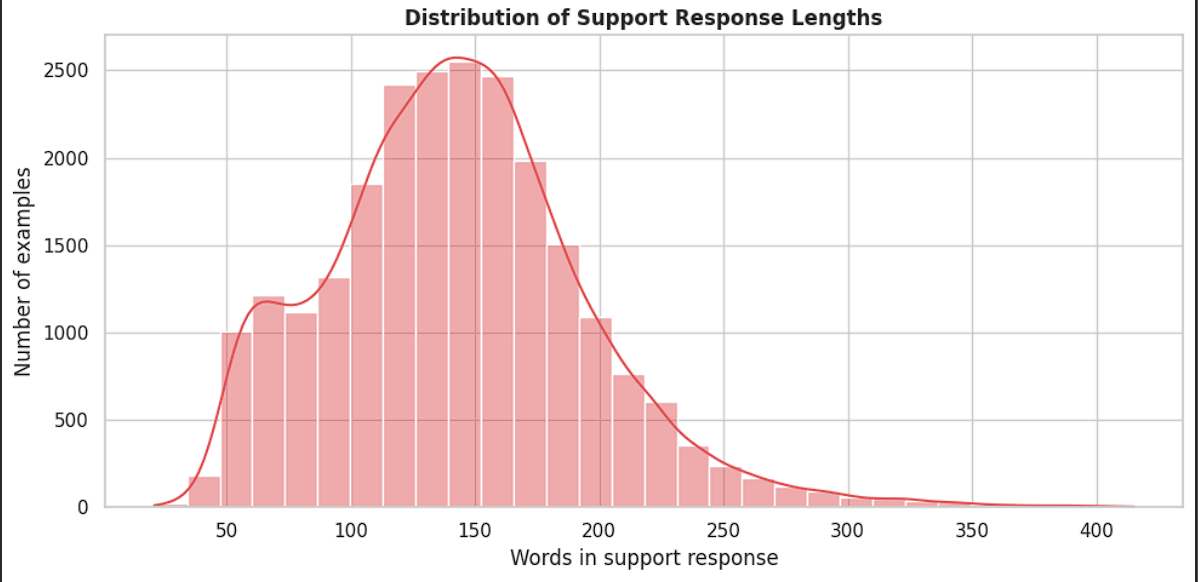 Distribution of Support Response Lengths
Number of examples
2500
2000
1500
1000
500
0
50 100 150 200 250 300 350 400
Words in support response